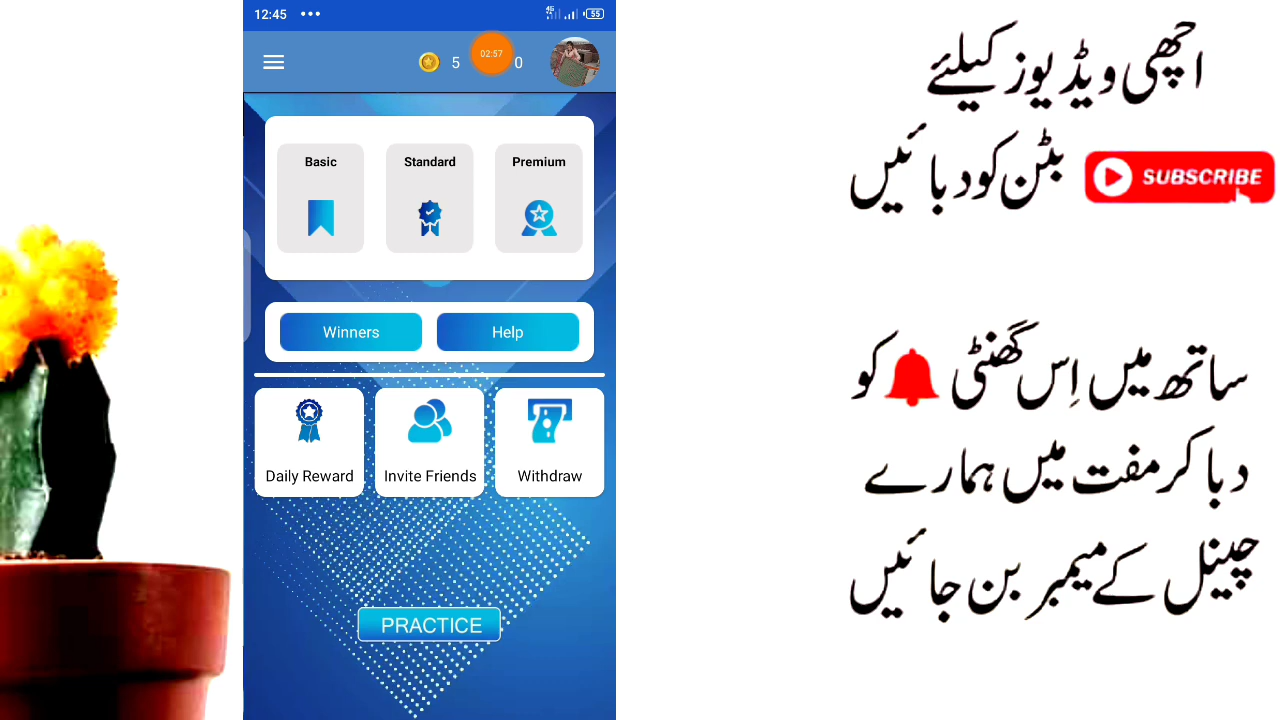 12:45
4G
55
5
02:57
0
Basic
Standard
Premium
Winners
Help
Daily Reward
Invite Friends
Withdraw
PRACTICE
اچھی ویڈیوز کیلئے
بٹن کو دبائیں SUBSCRIBE
ساتھ میں اِس گھنٹی کو
دبا کر مفت میں ہمارے
چینل کے میمبر بن جائیں